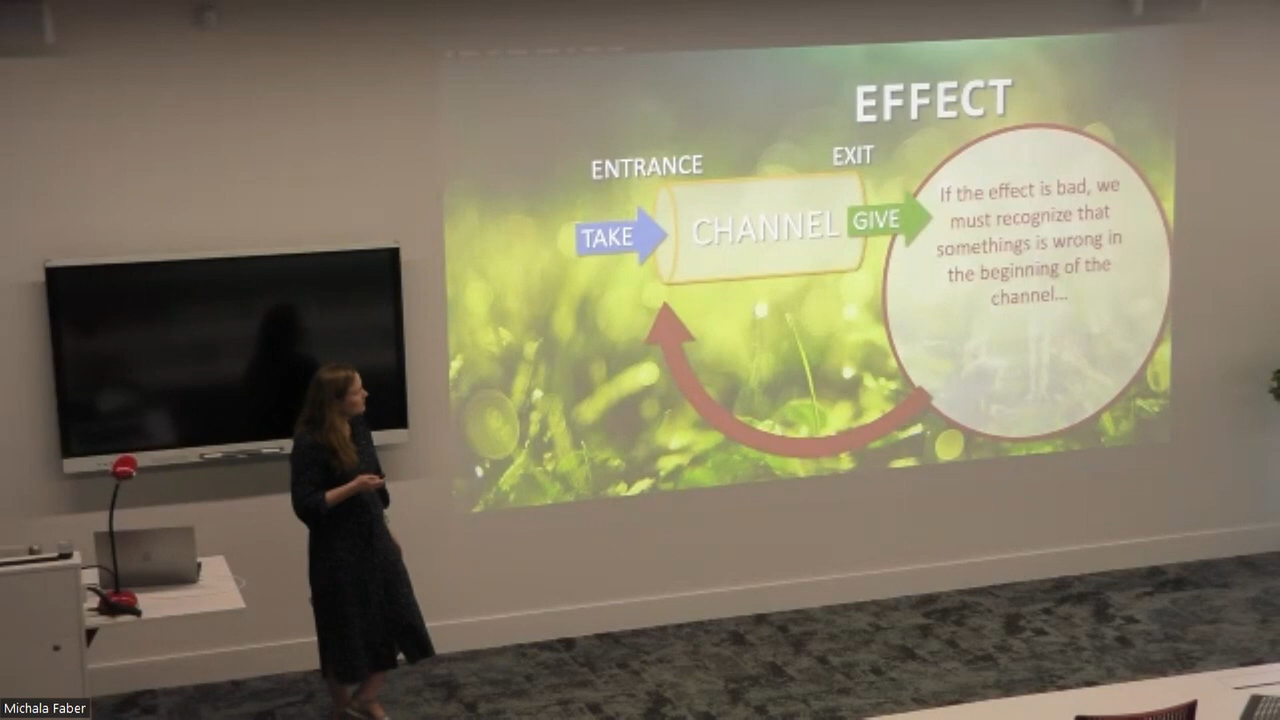 EFFECT
ENTRANCE
EXIT
TAKE
CHANNEL
GIVE
If the effect is bad, we
must recognize that
somethings is wrong in
the beginning of the
channel...
Michala Faber